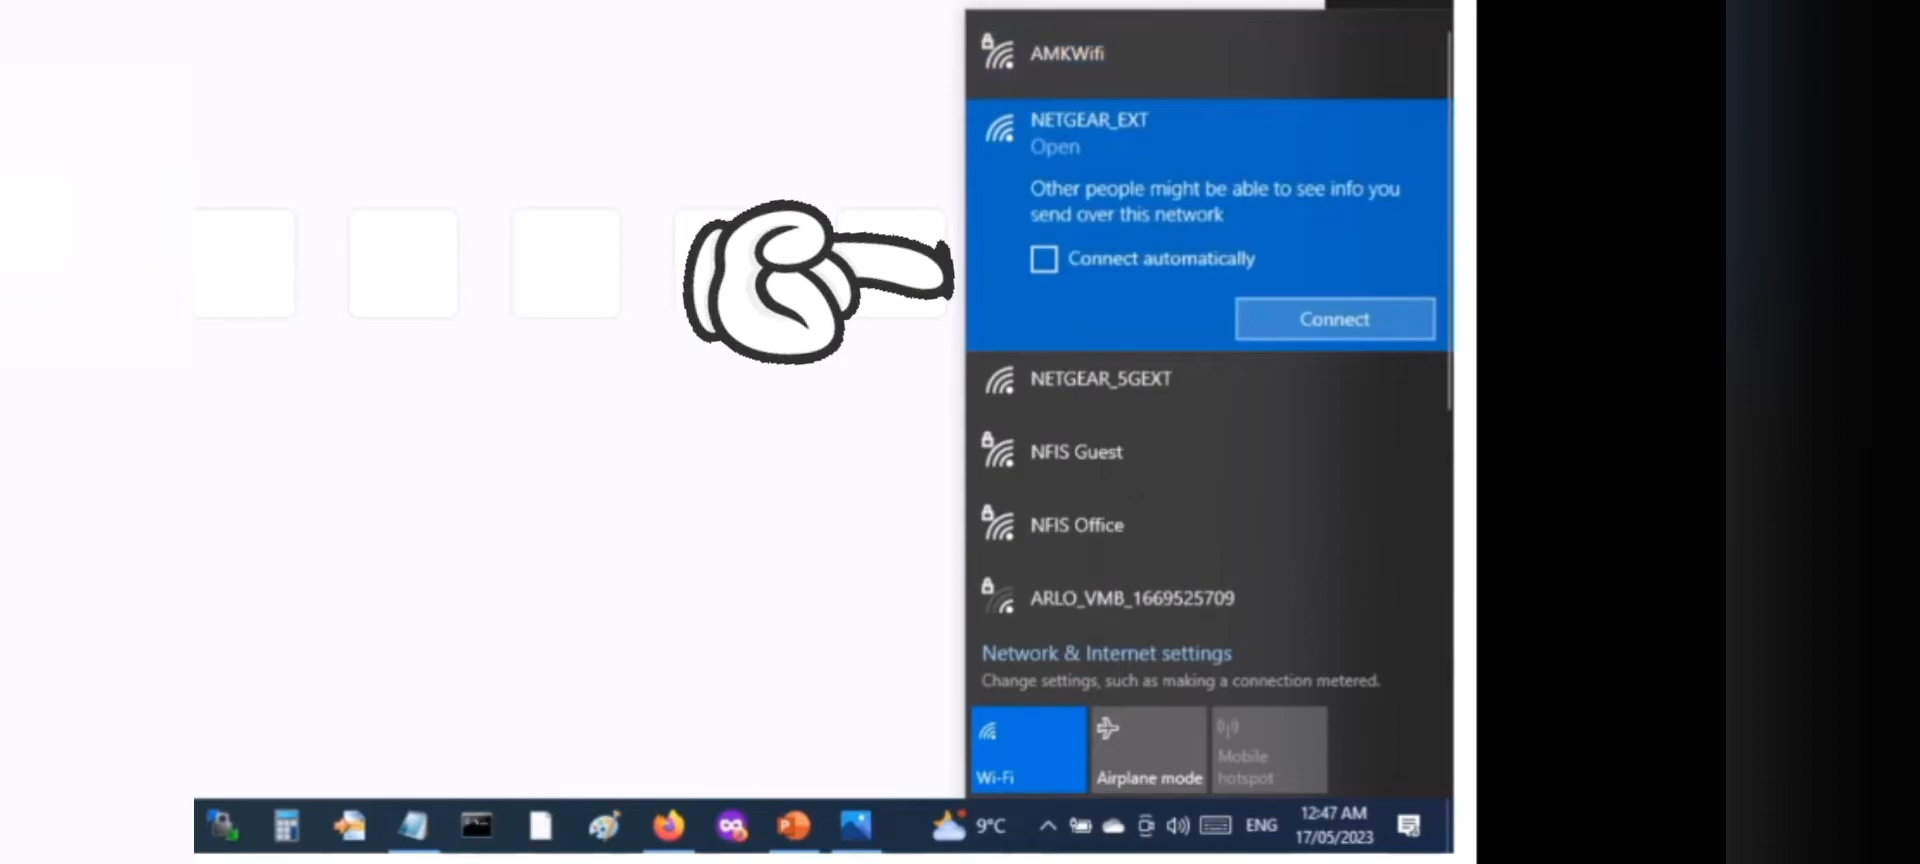 AMKWifi
NETGEAR_EXT
Open
Other people might be able to see info you
send over this network
Connect automatically
Connect
NETGEAR_5GEXT
NFIS Guest
NFIS Office
ARLO_VMB_1669525709
Network & Internet settings
Change settings, such as making a connection metered.
Wi-Fi
Airplane mode
Mobile
hotspot
9°C
ENG
12:47 AM
17/05/2023